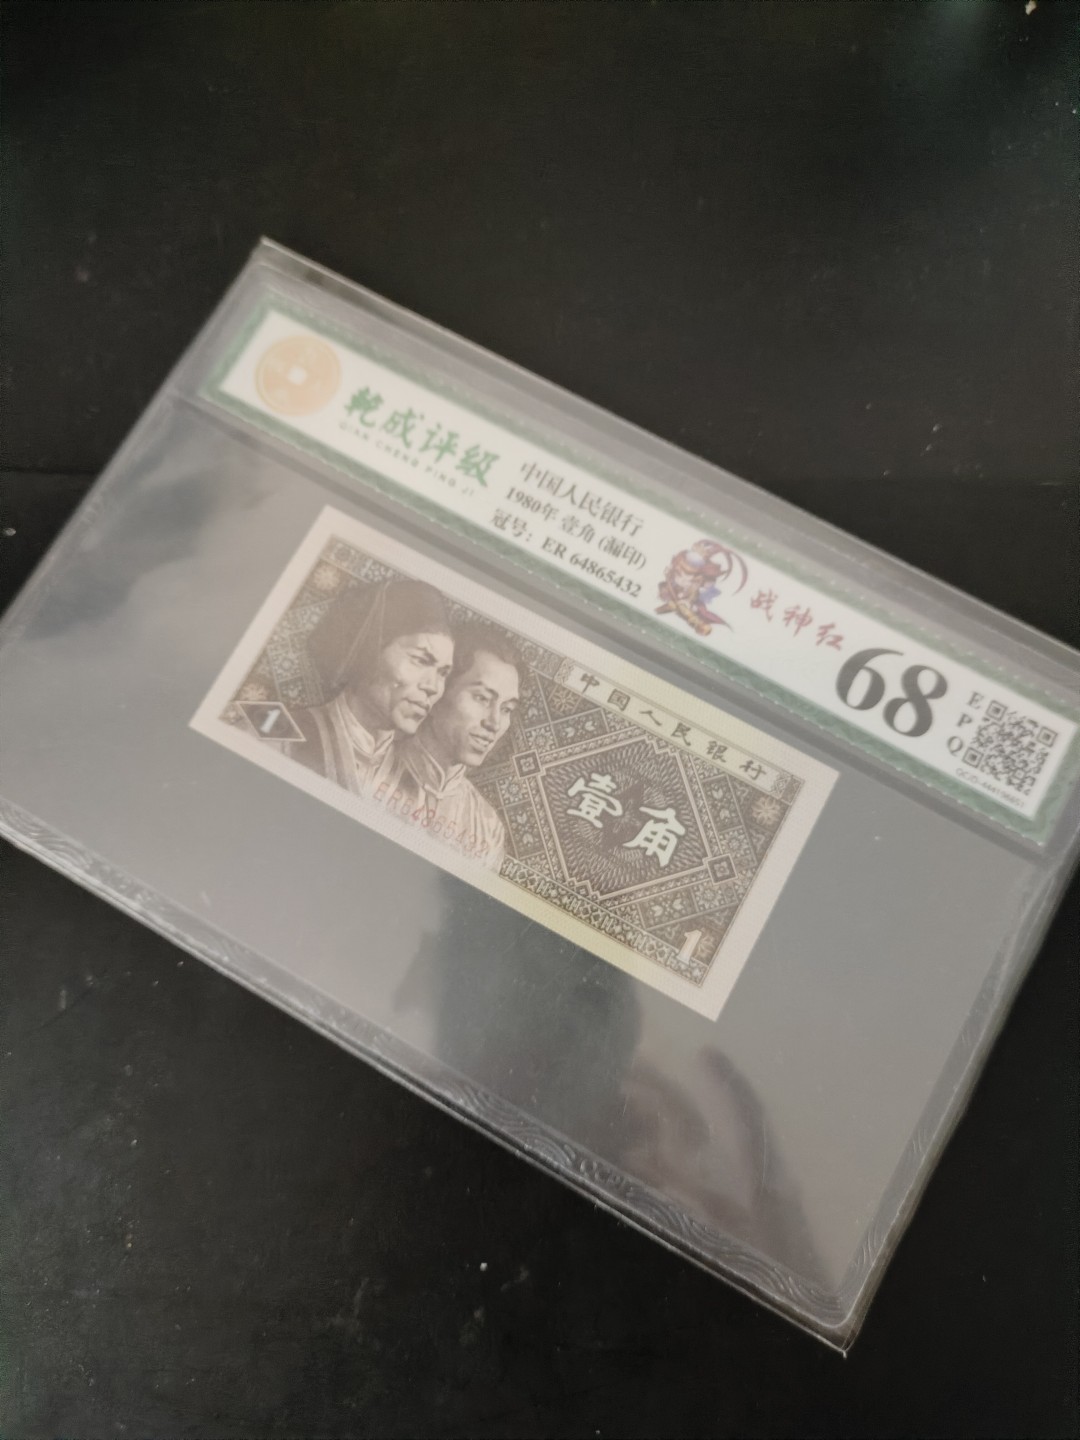 乾成评级
QIAN CHENG PING JI
中国人民银行
1980年 壹角 (漏印)
冠号: ER 64865432
战神红
68
EPQ
中国人民银行
壹角
1
ER64865432
1